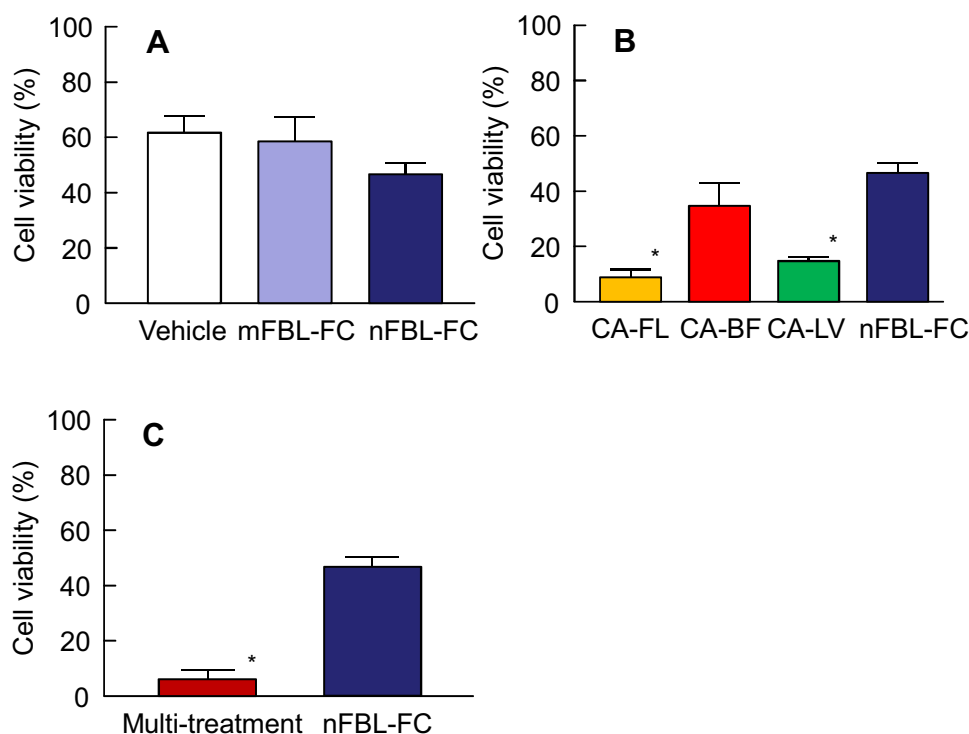 A
Cell viability (%)
100
80
60
40
20
0
Vehicle mFBL-FC nFBL-FC
B
Cell viability (%)
100
80
60
40
20
0
*
*
CA-FL CA-BF CA-LV nFBL-FC
C
Cell viability (%)
100
80
60
40
20
0
*
Multi-treatment nFBL-FC